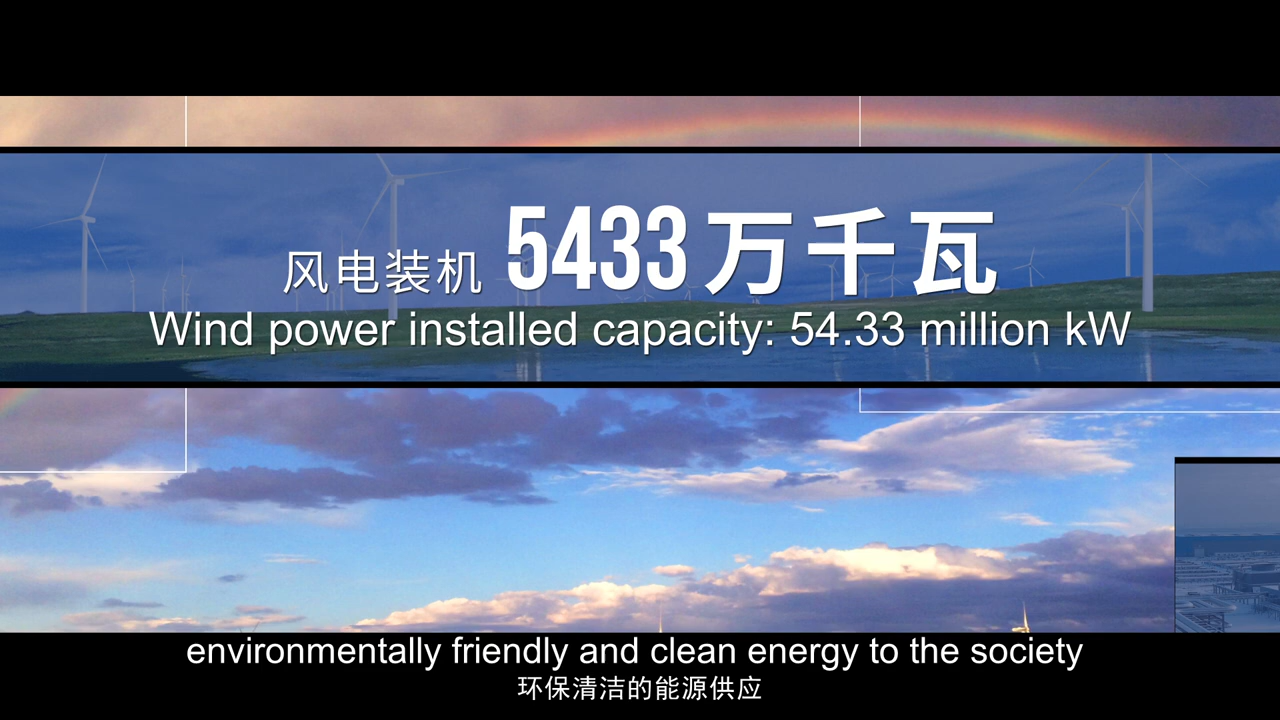 风电装机 5433万千瓦
Wind power installed capacity: 54.33 million kW
environmentally friendly and clean energy to the society
环保清洁的能源供应